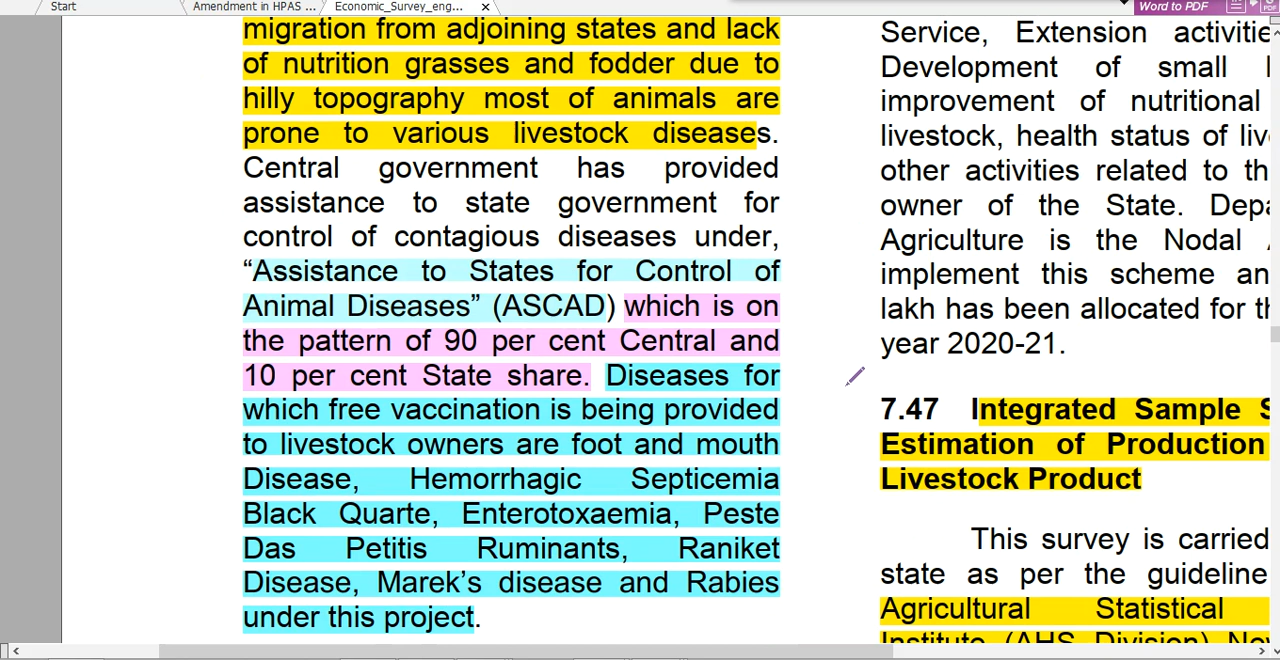 Start
Amendment in HPAS ...
Economic_Survey_eng...
Word to PDF
migration from adjoining states and lack
of nutrition grasses and fodder due to
hilly topography most of animals are
prone to various livestock diseases.
Central government has provided
assistance to state government for
control of contagious diseases under,
“Assistance to States for Control of
Animal Diseases” (ASCAD) which is on
the pattern of 90 per cent Central and
10 per cent State share. Diseases for
which free vaccination is being provided
to livestock owners are foot and mouth
Disease, Hemorrhagic Septicemia
Black Quarte, Enterotoxaemia, Peste
Das Petitis Ruminants, Raniket
Disease, Marek’s disease and Rabies
under this project.
Service, Extension activitie
Development of small l
improvement of nutritional
livestock, health status of liv
other activities related to th
owner of the State. Depa
Agriculture is the Nodal
implement this scheme an
lakh has been allocated for th
year 2020-21.
7.47 Integrated Sample S
Estimation of Production
Livestock Product
This survey is carried
state as per the guideline
Agricultural Statistical
Institute (AHS Division) Nev